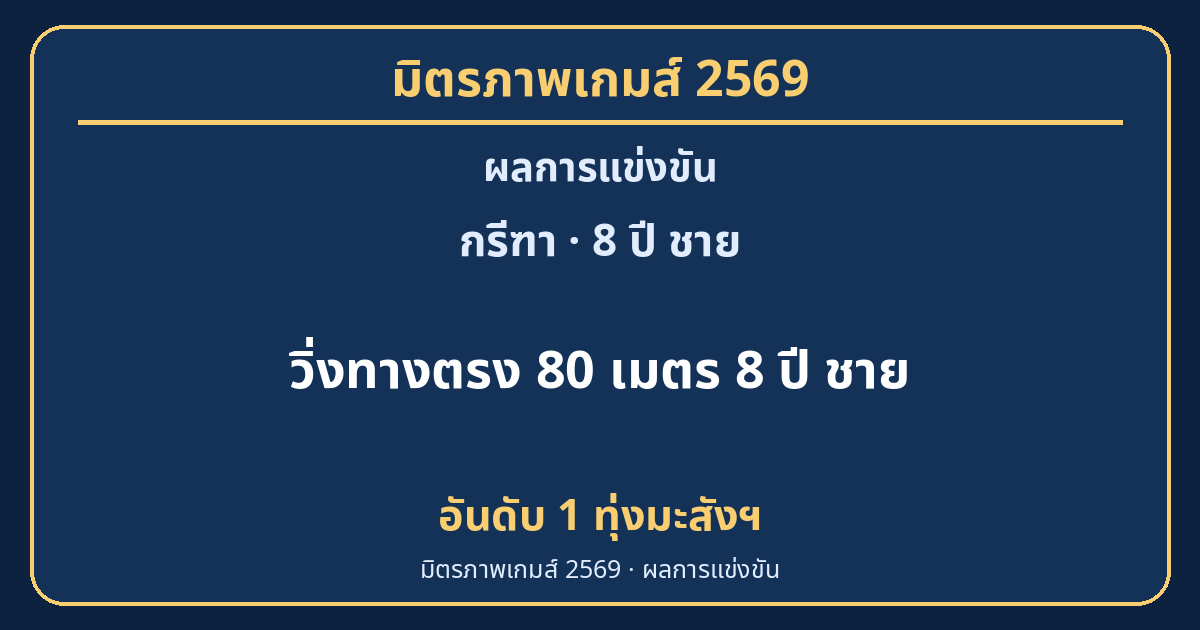 มิตรภาพเกมส์ 2569
ผลการแข่งขัน
กรีฑา · 8 ปี ชาย
วิ่งทางตรง 80 เมตร 8 ปี ชาย
อันดับ 1 ทุ่งมะสังฯ
มิตรภาพเกมส์ 2569 · ผลการแข่งขัน